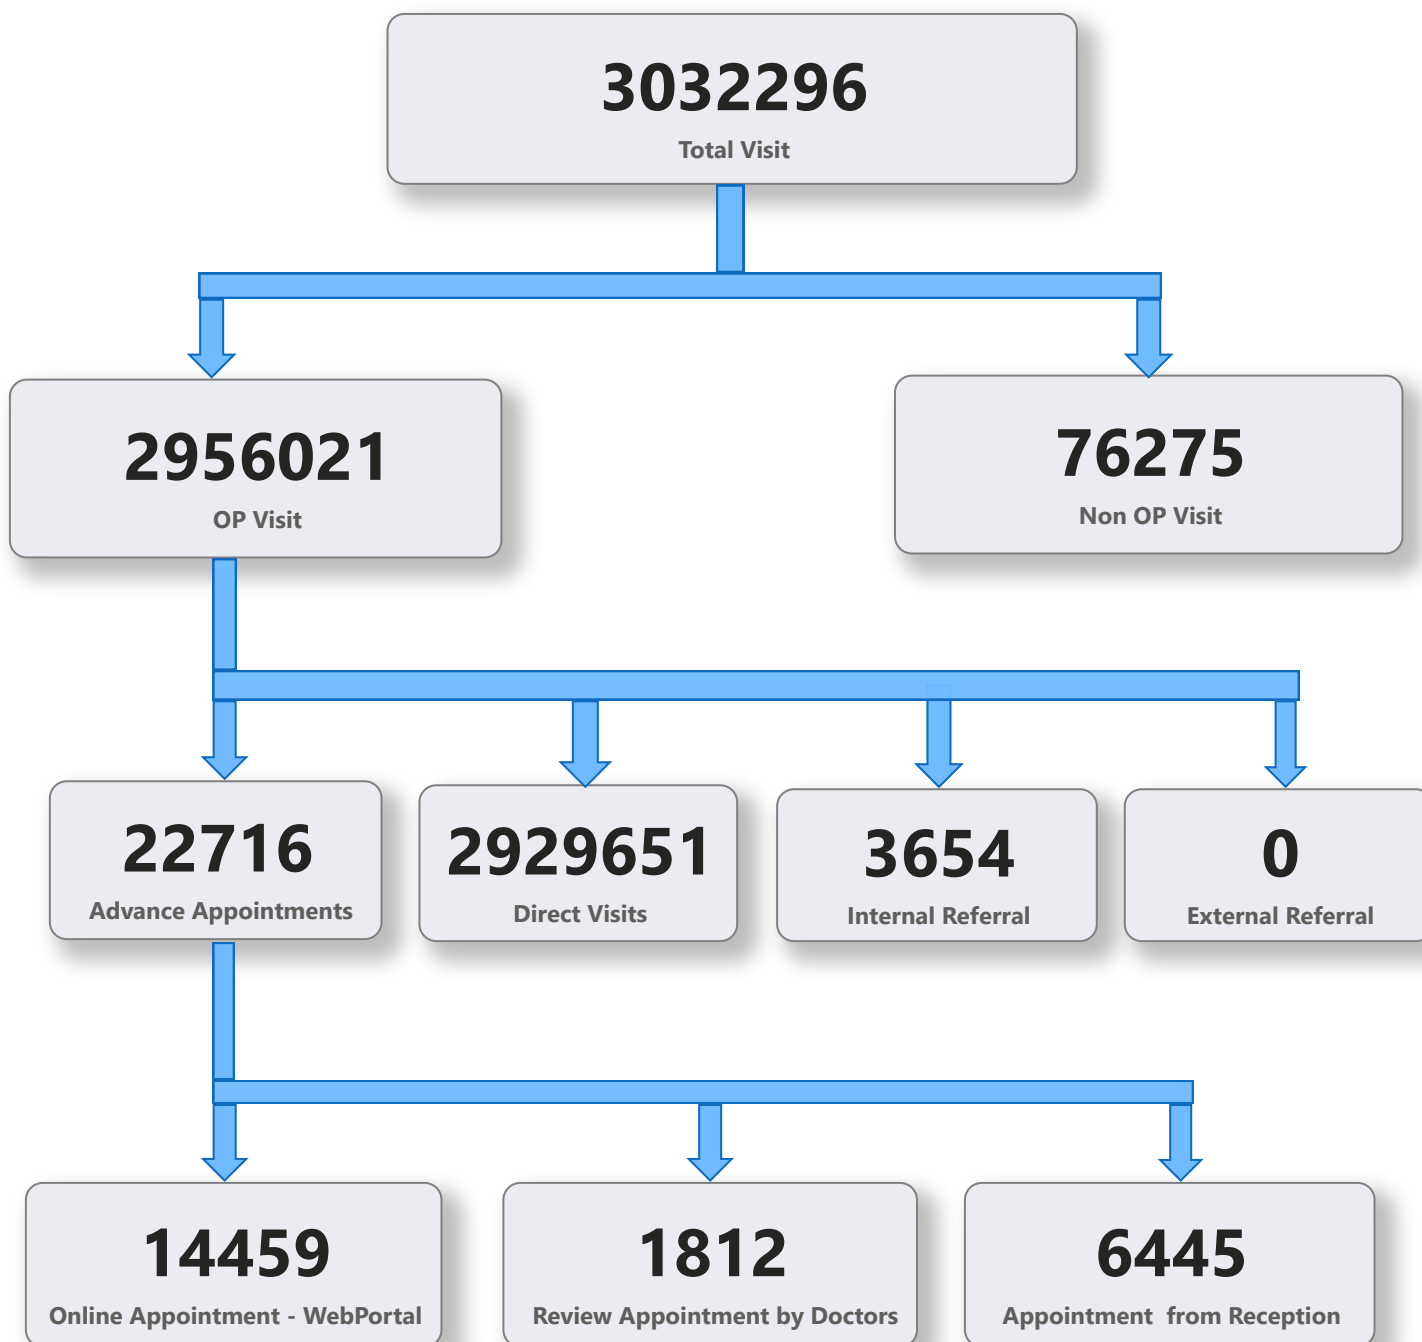 3032296
Total Visit
2956021
OP Visit
76275
Non OP Visit
22716
Advance Appointments
2929651
Direct Visits
3654
Internal Referral
0
External Referral
14459
Online Appointment - WebPortal
1812
Review Appointment by Doctors
6445
Appointment  from Reception